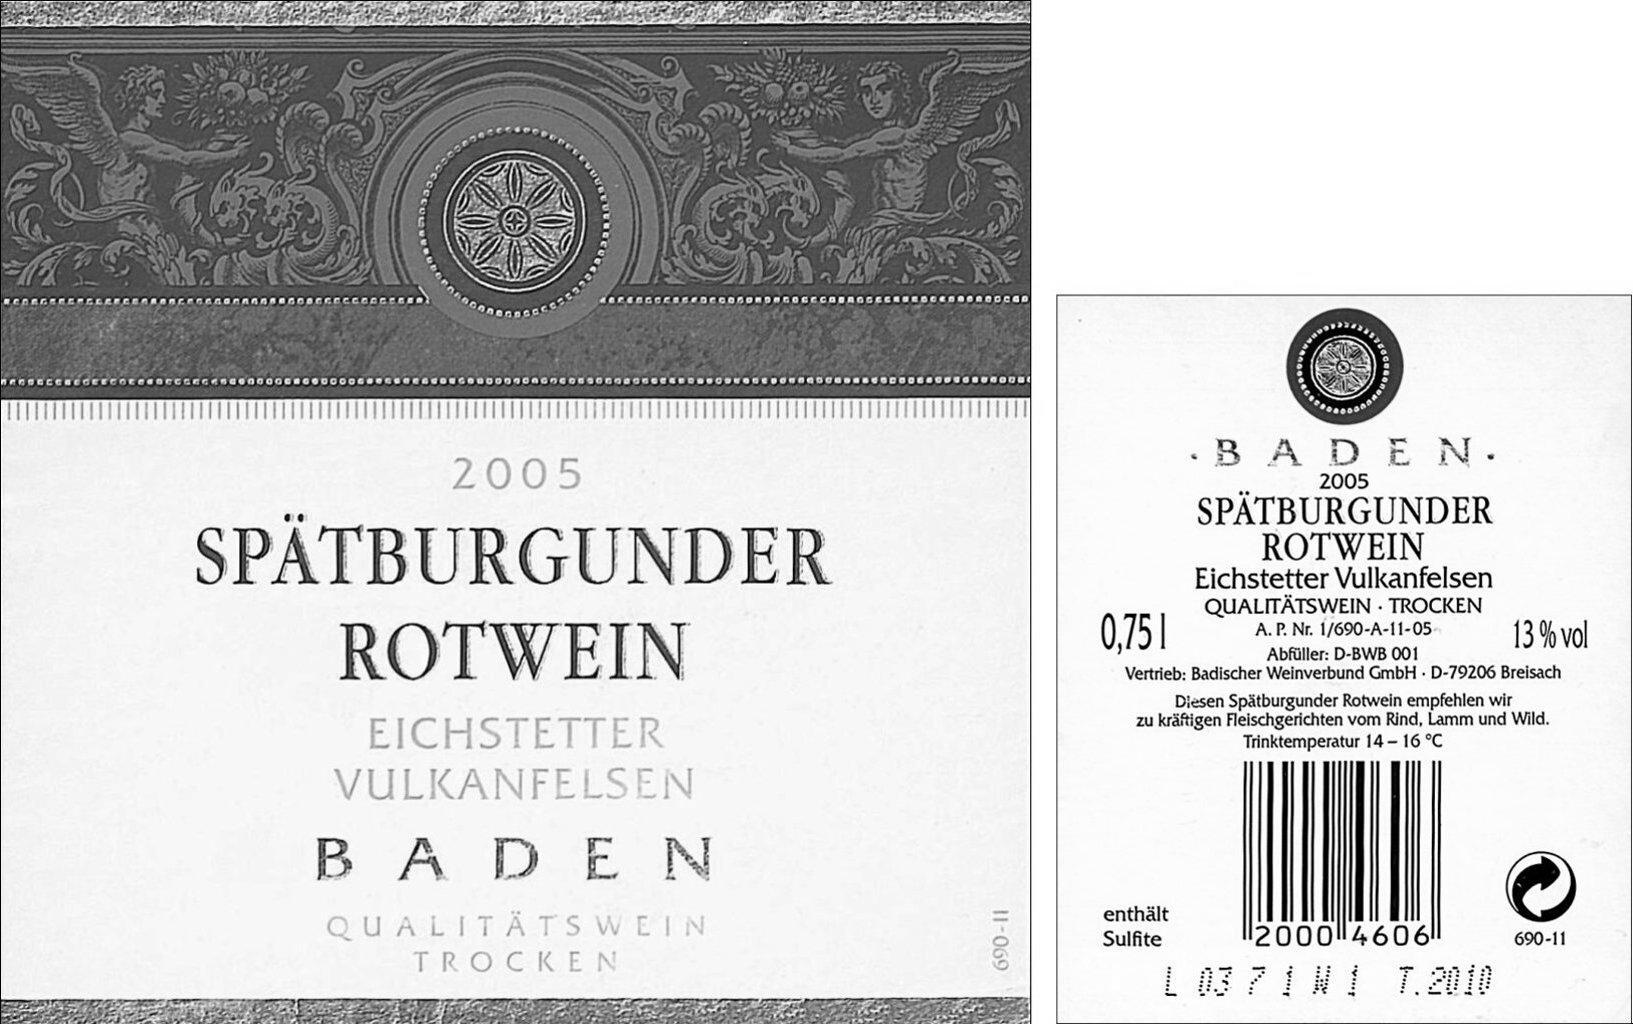 2005
SPÄTBURGUNDER
ROTWEIN
EICHSTETTER
VULKANFELSEN
BADEN
QUALITÄTSWEIN
TROCKEN
690-11
· BADEN ·
2005
SPÄTBURGUNDER
ROTWEIN
Eichstetter Vulkanfelsen
QUALITÄTSWEIN · TROCKEN
0,75 l
A. P. Nr. 1/690-A-11-05
13 % vol
Abfüller: D-BWB 001
Vertrieb: Badischer Weinverbund GmbH · D-79206 Breisach
Diesen Spätburgunder Rotwein empfehlen wir
zu kräftigen Fleischgerichten vom Rind, Lamm und Wild.
Trinktemperatur 14 – 16 °C
enthält
Sulfite
2000 4606
690-11
L 03 7 1 W 1 T.2010